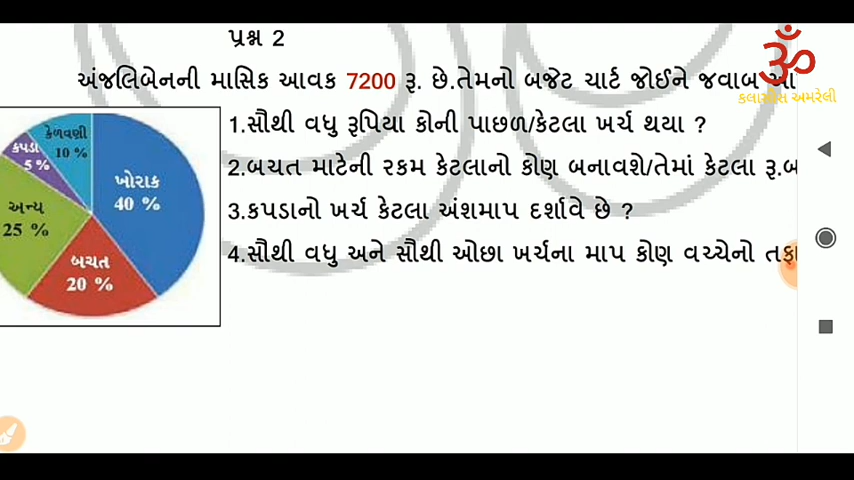 પ્રશ્ન 2
અંજલિબેનની માસિક આવક 7200 રૂ. છે.તેમનો બજેટ ચાર્ટ જોઈને જવાબ
કલાસીસ અમરેલી
1.સૌથી વધુ રૂપિયા કોની પાછળ/કેટલા ખર્ચ થયા ?
2.બચત માટેની રકમ કેટલાનો કોણ બનાવશે/તેમાં કેટલા રૂ.બ
3.કપડાનો ખર્ચ કેટલા અંશમાપ દર્શાવે છે ?
4.સૌથી વધુ અને સૌથી ઓછા ખર્ચના માપ કોણ વચ્ચેનો
કેળવણી
10 %
કપડા
5 %
ખોરાક
40 %
અન્ય
25 %
બચત
20 %
ૐ